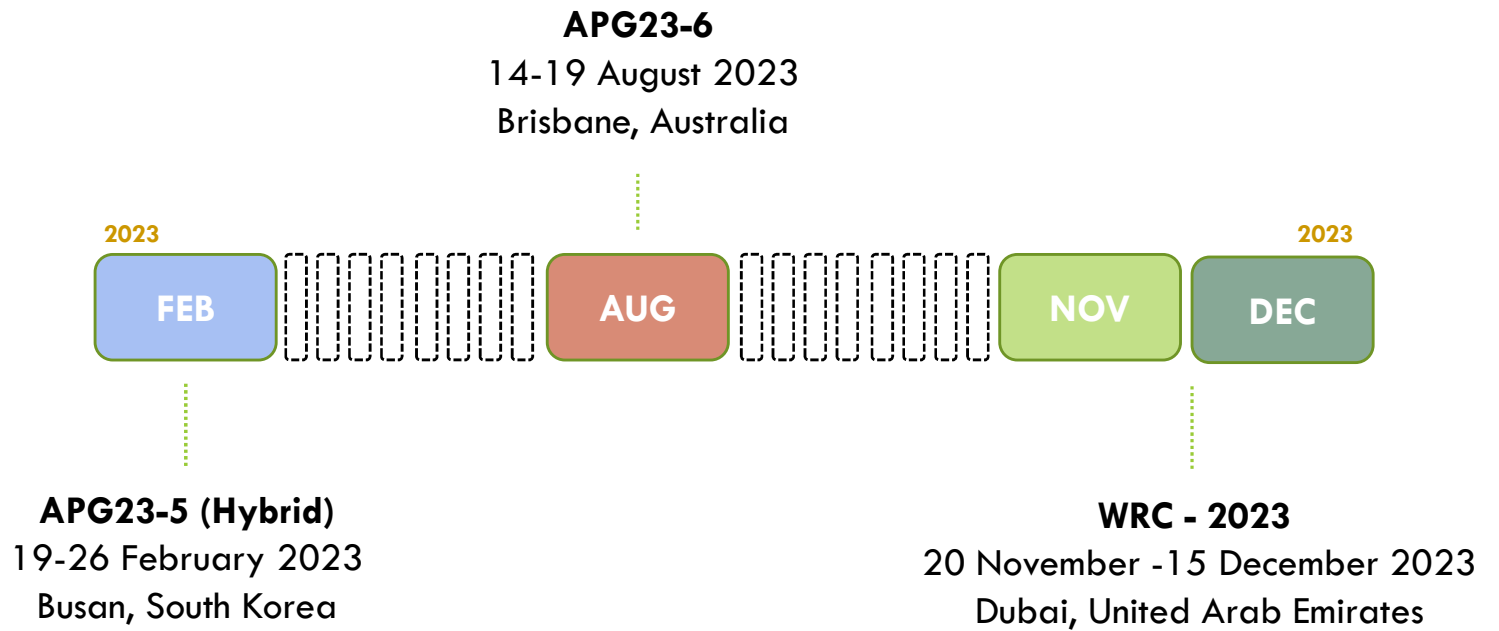 APG23-6
14-19 August 2023
Brisbane, Australia
2023
2023
FEB
AUG
NOV
DEC
APG23-5 (Hybrid)
19-26 February 2023
Busan, South Korea
WRC - 2023
20 November -15 December 2023
Dubai, United Arab Emirates